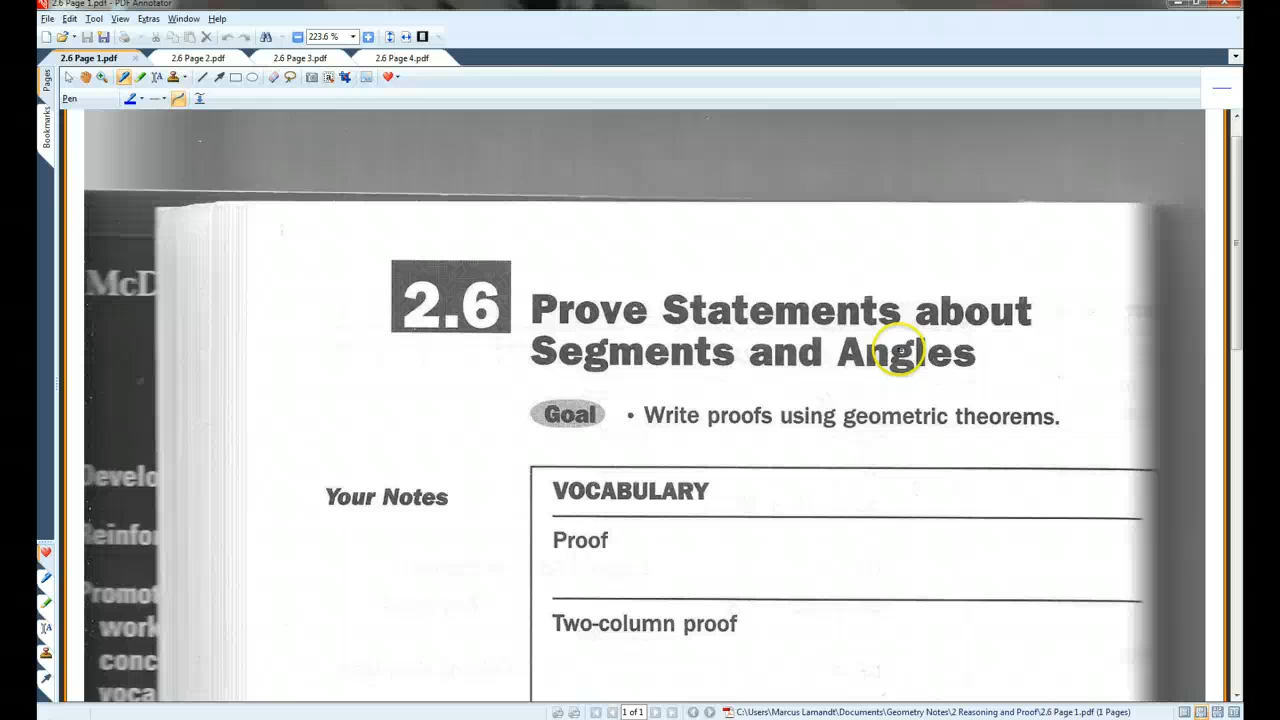 2.6 Page 1.pdf - PDF Annotator
File Edit Tool View Extras Window Help
223.6 %
2.6 Page 1.pdf 2.6 Page 2.pdf 2.6 Page 3.pdf 2.6 Page 4.pdf
Pages
Pen
Bookmarks
McD
2.6 Prove Statements about
Segments and Angles
Goal • Write proofs using geometric theorems.
Your Notes
VOCABULARY
Proof
Two-column proof
Develo
Reinfor
Promot
work
conc
voca
1 of 1
C:\Users\Marcus Lamandt\Documents\Geometry Notes\2 Reasoning and Proof\2.6 Page 1.pdf (1 Pages)